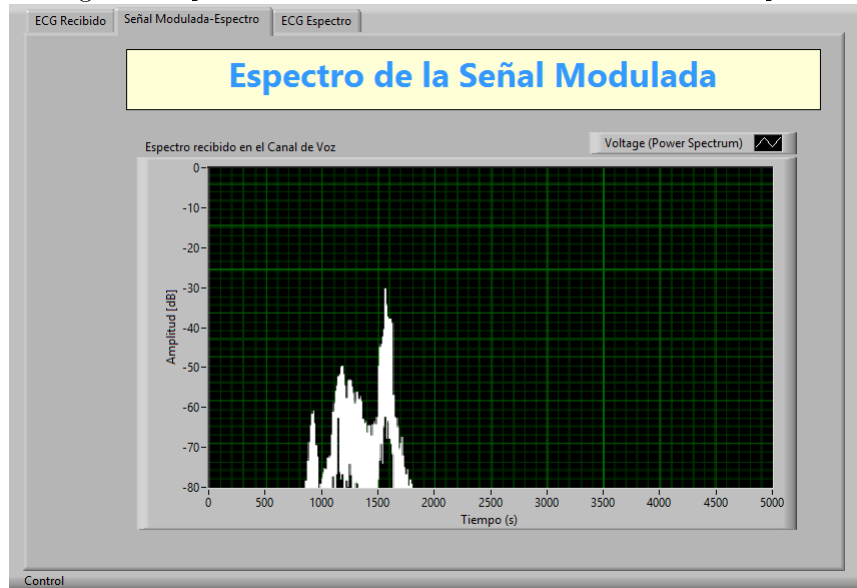 ECG Recibido
Señal Modulada-Espectro
ECG Espectro
Espectro de la Señal Modulada
Espectro recibido en el Canal de Voz
Voltage (Power Spectrum)
Amplitud [dB]
0
-10
-20
-30
-40
-50
-60
-70
-80
0 500 1000 1500 2000 2500 3000 3500 4000 4500 5000
Tiempo (s)
Control